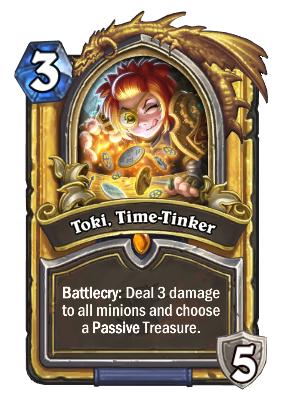 3
Toki, Time-Tinker
Battlecry: Deal 3 damage
to all minions and choose
a Passive Treasure.
5